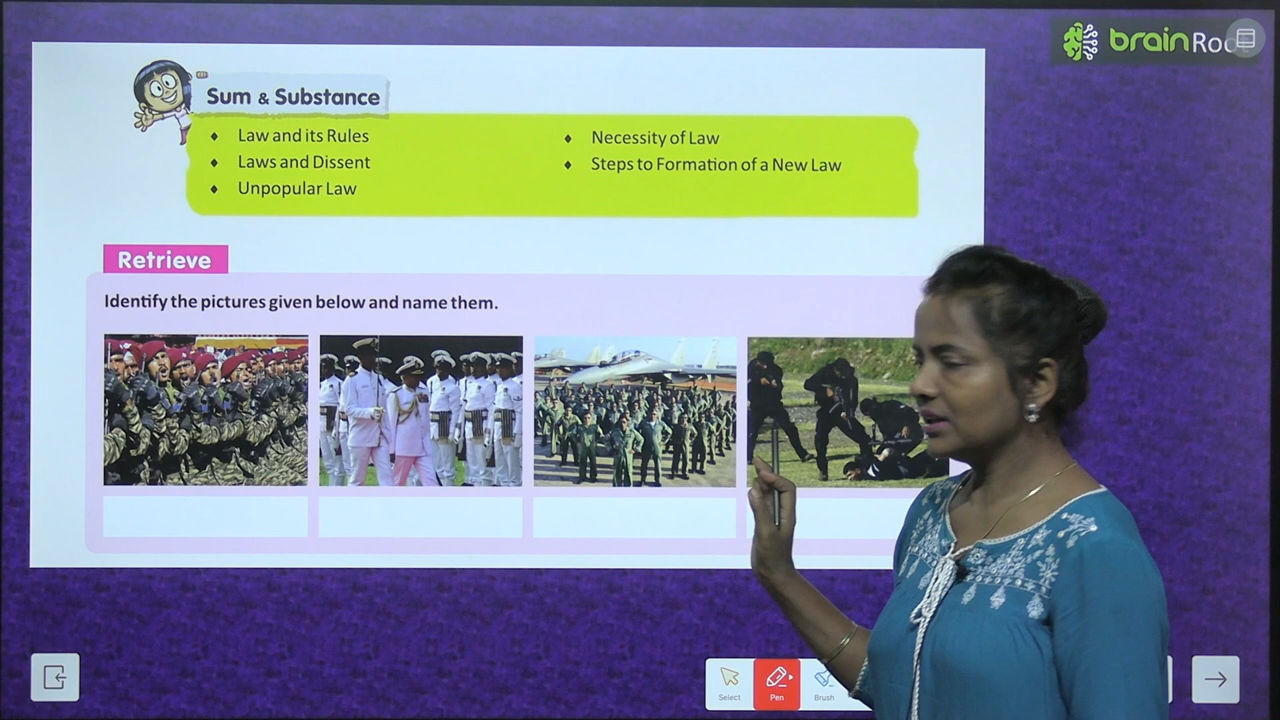 brainRoot
Sum & Substance
♦ Law and its Rules
♦ Laws and Dissent
♦ Unpopular Law
♦ Necessity of Law
♦ Steps to Formation of a New Law
Retrieve
Identify the pictures given below and name them.
Select
Pen
Brush